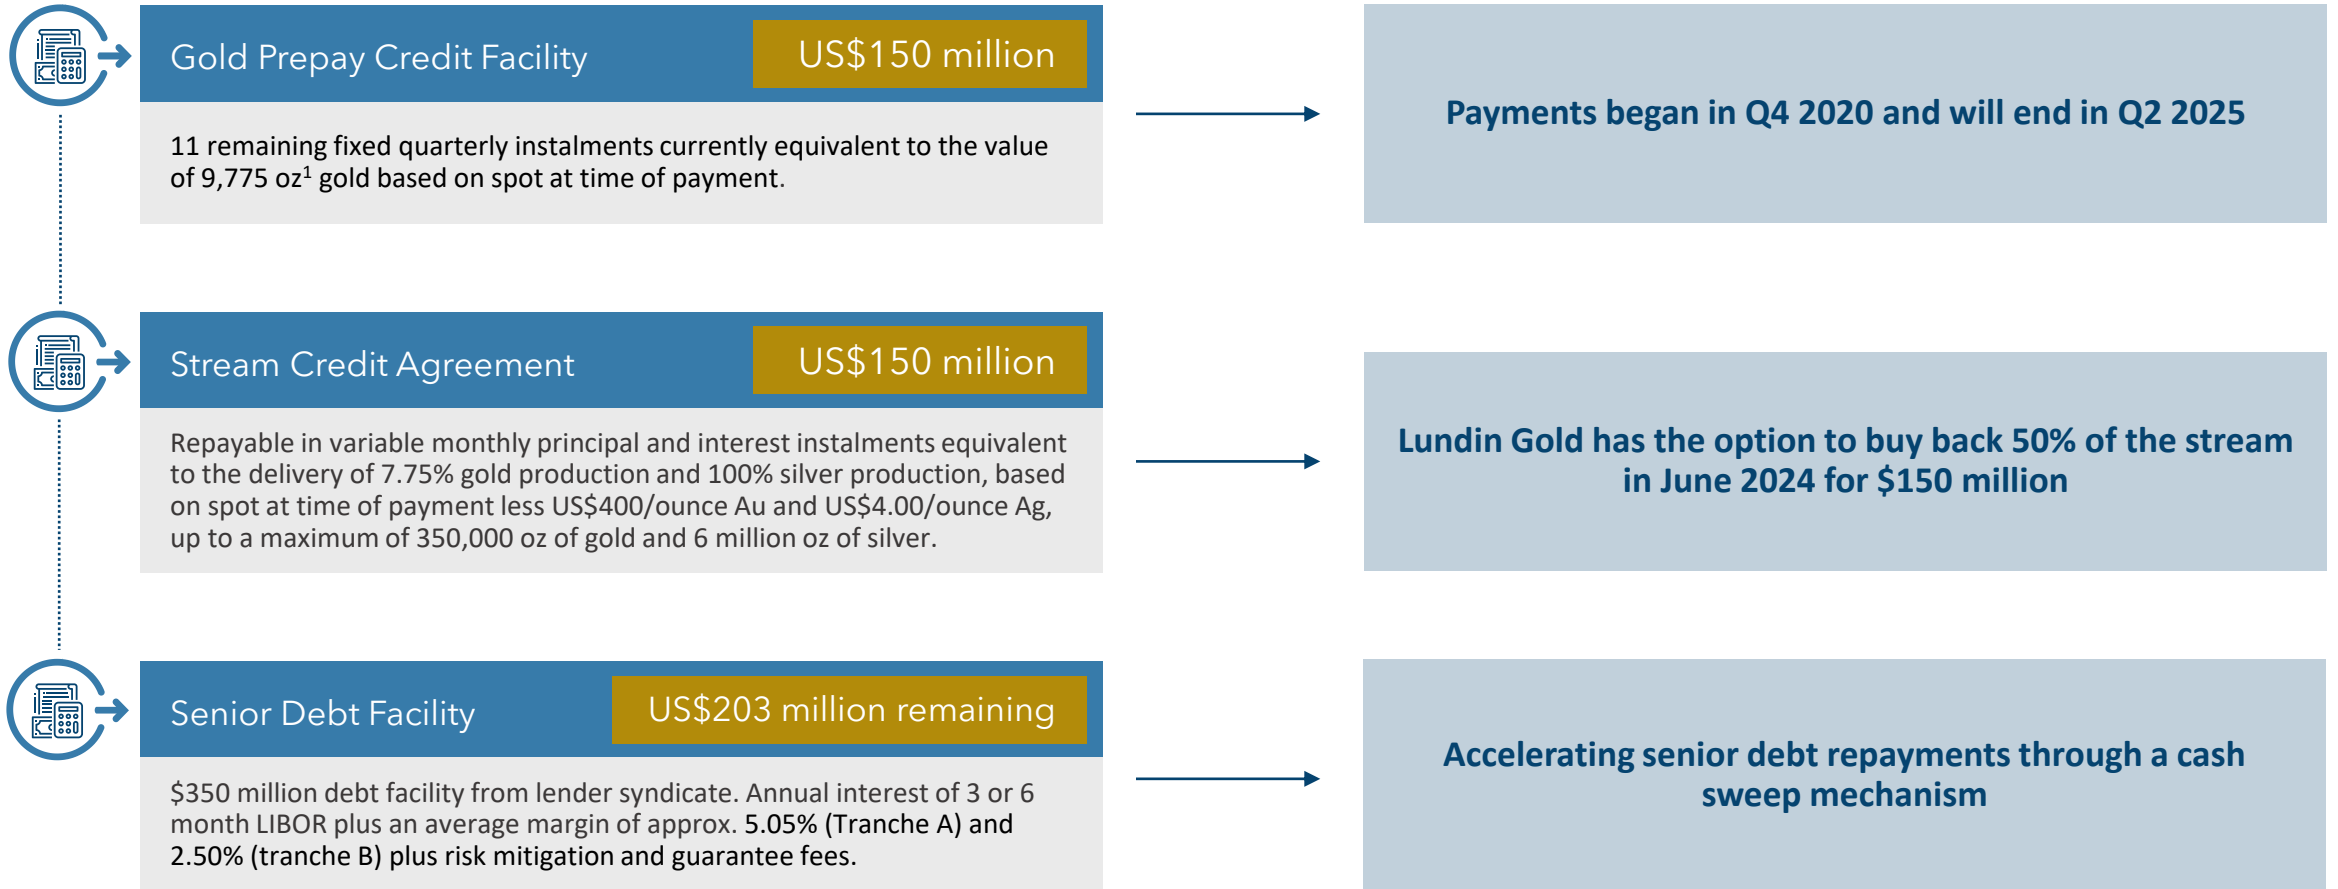 Gold Prepay Credit Facility
US$150 million
11 remaining fixed quarterly instalments currently equivalent to the value
of 9,775 oz¹ gold based on spot at time of payment.
Payments began in Q4 2020 and will end in Q2 2025
Stream Credit Agreement
US$150 million
Repayable in variable monthly principal and interest instalments equivalent
to the delivery of 7.75% gold production and 100% silver production, based
on spot at time of payment less US$400/ounce Au and US$4.00/ounce Ag,
up to a maximum of 350,000 oz of gold and 6 million oz of silver.
Lundin Gold has the option to buy back 50% of the stream
in June 2024 for $150 million
Senior Debt Facility
US$203 million remaining
$350 million debt facility from lender syndicate. Annual interest of 3 or 6
month LIBOR plus an average margin of approx. 5.05% (Tranche A) and
2.50% (tranche B) plus risk mitigation and guarantee fees.
Accelerating senior debt repayments through a cash
sweep mechanism